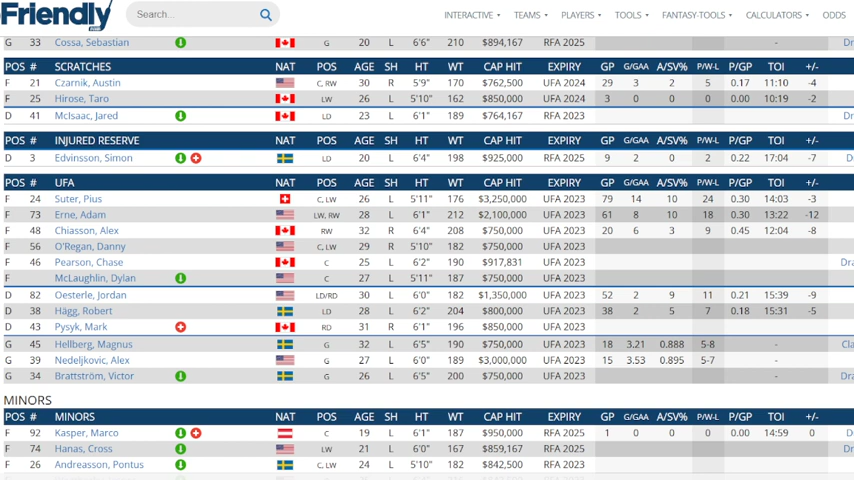 Friendly Search... INTERACTIVE TEAMS PLAYERS TOOLS FANTASY-TOOLS CALCULATORS ODDS
G 33 Cossa, Sebastian G 20 L 6'6" 210 $894,167 RFA 2025 - Dr
POS # SCRATCHES NAT POS AGE SH HT WT CAP HIT EXPIRY GP G/GAA A/SV% P/W-L P/GP TOI +/-
F 21 Czarnik, Austin C, RW 30 R 5'9" 170 $762,500 UFA 2024 29 3 2 5 0.17 11:10 -4
F 25 Hirose, Taro LW 26 L 5'10" 162 $850,000 UFA 2024 3 0 0 0 0.00 10:19 -2
D 41 McIsaac, Jared LD 23 L 6'1" 189 $764,167 RFA 2023 Dr
POS # INJURED RESERVE NAT POS AGE SH HT WT CAP HIT EXPIRY GP G/GAA A/SV% P/W-L P/GP TOI +/-
D 3 Edvinsson, Simon LD 20 L 6'4" 198 $925,000 RFA 2025 9 2 0 2 0.22 17:04 -7 D
POS # UFA NAT POS AGE SH HT WT CAP HIT EXPIRY GP G/GAA A/SV% P/W-L P/GP TOI +/-
F 24 Suter, Pius C, LW 26 L 5'11" 176 $3,250,000 UFA 2023 79 14 10 24 0.30 14:03 -3
F 73 Erne, Adam LW, RW 28 L 6'1" 212 $2,100,000 UFA 2023 61 8 10 18 0.30 13:22 -12
F 48 Chiasson, Alex RW 32 R 6'4" 208 $750,000 UFA 2023 20 6 3 9 0.45 12:04 -8
F 56 O'Regan, Danny C, LW 29 R 5'10" 182 $750,000 UFA 2023
F 46 Pearson, Chase C 25 L 6'2" 190 $917,831 UFA 2023 Dra
F McLaughlin, Dylan C 27 L 5'11" 187 $750,000 UFA 2023
D 82 Oesterle, Jordan LD/RD 30 L 6'0" 182 $1,350,000 UFA 2023 52 2 9 11 0.21 15:39 -9
D 38 Hägg, Robert LD 28 L 6'2" 204 $800,000 UFA 2023 38 2 5 7 0.18 15:31 -5
D 43 Pysyk, Mark RD 31 R 6'1" 196 $850,000 UFA 2023
G 45 Hellberg, Magnus G 32 L 6'5" 190 $750,000 UFA 2023 18 3.21 0.888 5-8 - Cla
G 39 Nedeljkovic, Alex G 27 L 6'0" 189 $3,000,000 UFA 2023 15 3.53 0.895 5-7 -
G 34 Brattström, Victor G 26 L 6'5" 200 $750,000 UFA 2023 - Dra
MINORS
POS # MINORS NAT POS AGE SH HT WT CAP HIT EXPIRY GP G/GAA A/SV% P/W-L P/GP TOI +/-
F 92 Kasper, Marco C 19 L 6'1" 187 $950,000 RFA 2025 1 0 0 0 0.00 14:59 0 D
F 74 Hanas, Cross LW 21 L 6'0" 167 $859,167 RFA 2025 Dr
F 26 Andreasson, Pontus C, LW 24 L 5'10" 182 $842,500 RFA 2023